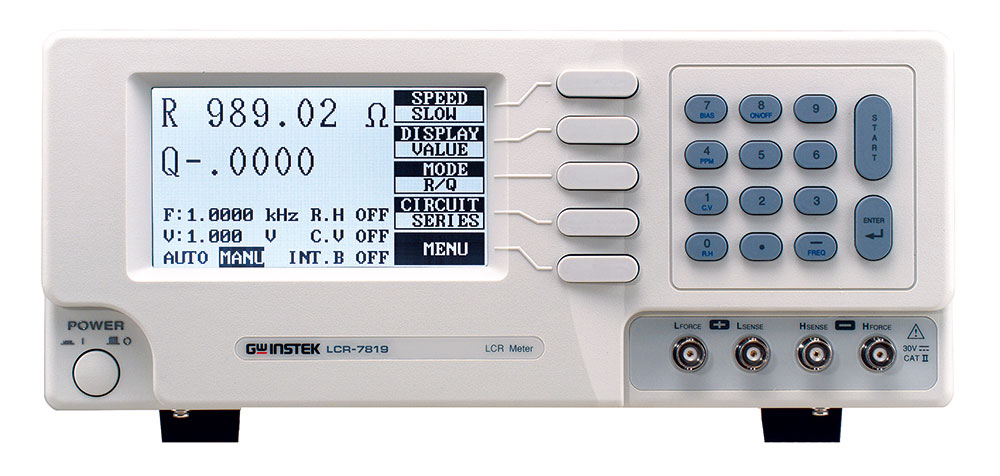 R 989.02 Ω
Q-.0000
F:1.0000 kHz R.H OFF
V:1.000 V C.V OFF
AUTO MANU INT.B OFF
SPEED
SLOW
DISPLAY
VALUE
MODE
R/Q
CIRCUIT
SERIES
MENU
7
BIAS
8
ON/OFF
9
4
PPM
5
6
1
C.V
2
3
0
R.H
•
—
FREQ
START
ENTER
POWER
I O
GW INSTEK LCR-7819
LCR Meter
LFORCE + LSENSE HSENSE - HFORCE
30V
CAT II